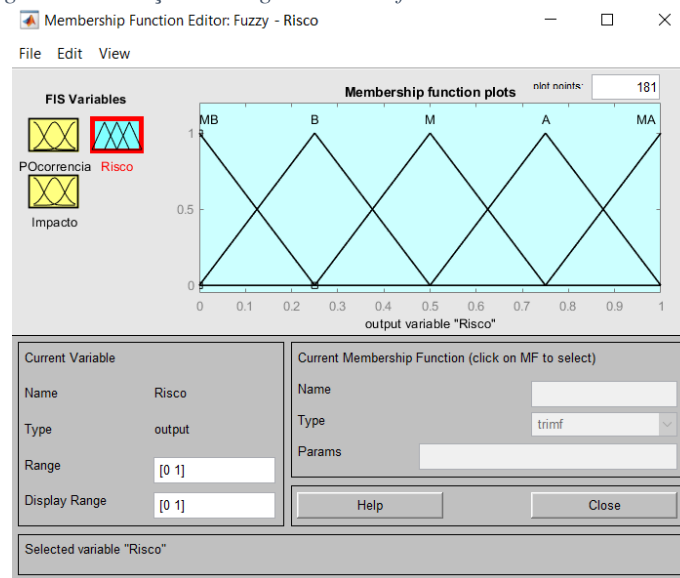 Membership Function Editor: Fuzzy - Risco
File Edit View
FIS Variables
POcorrencia Risco
Impacto
Membership function plots
plot points:
181
MB B M A MA
1
0.5
0
0 0.1 0.2 0.3 0.4 0.5 0.6 0.7 0.8 0.9 1
output variable "Risco"
Current Variable
Name Risco
Type output
Range [0 1]
Display Range [0 1]
Current Membership Function (click on MF to select)
Name
Type trimf
Params
Help Close
Selected variable "Risco"